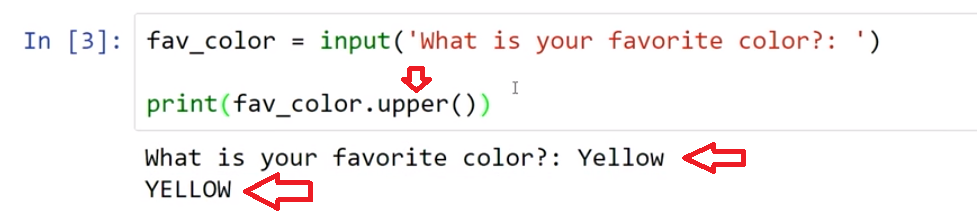 In [3]: fav_color = input('What is your favorite color?: ')
print(fav_color.upper())
What is your favorite color?: Yellow
YELLOW